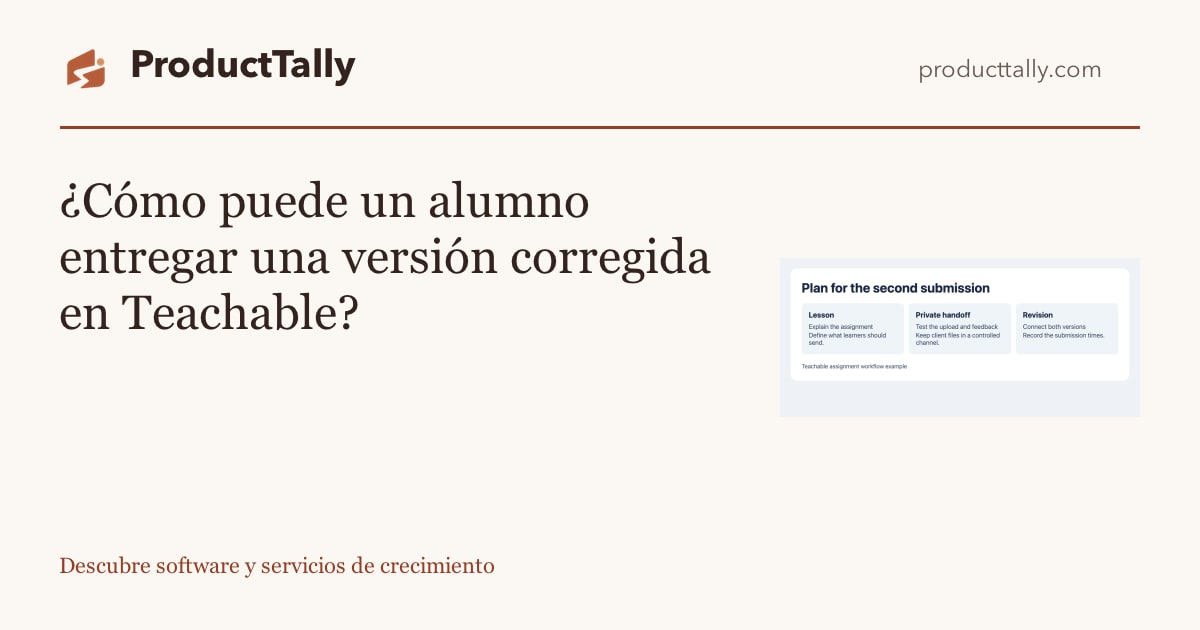 ProductTally
producttally.com
¿Cómo puede un alumno
entregar una versión corregida
en Teachable?
Plan for the second submission
Lesson
Explain the assignment
Define what learners should
send.
Private handoff
Test the upload and feedback
Keep client files in a controlled
channel.
Revision
Connect both versions
Record the submission times.
Teachable assignment workflow example
Descubre software y servicios de crecimiento